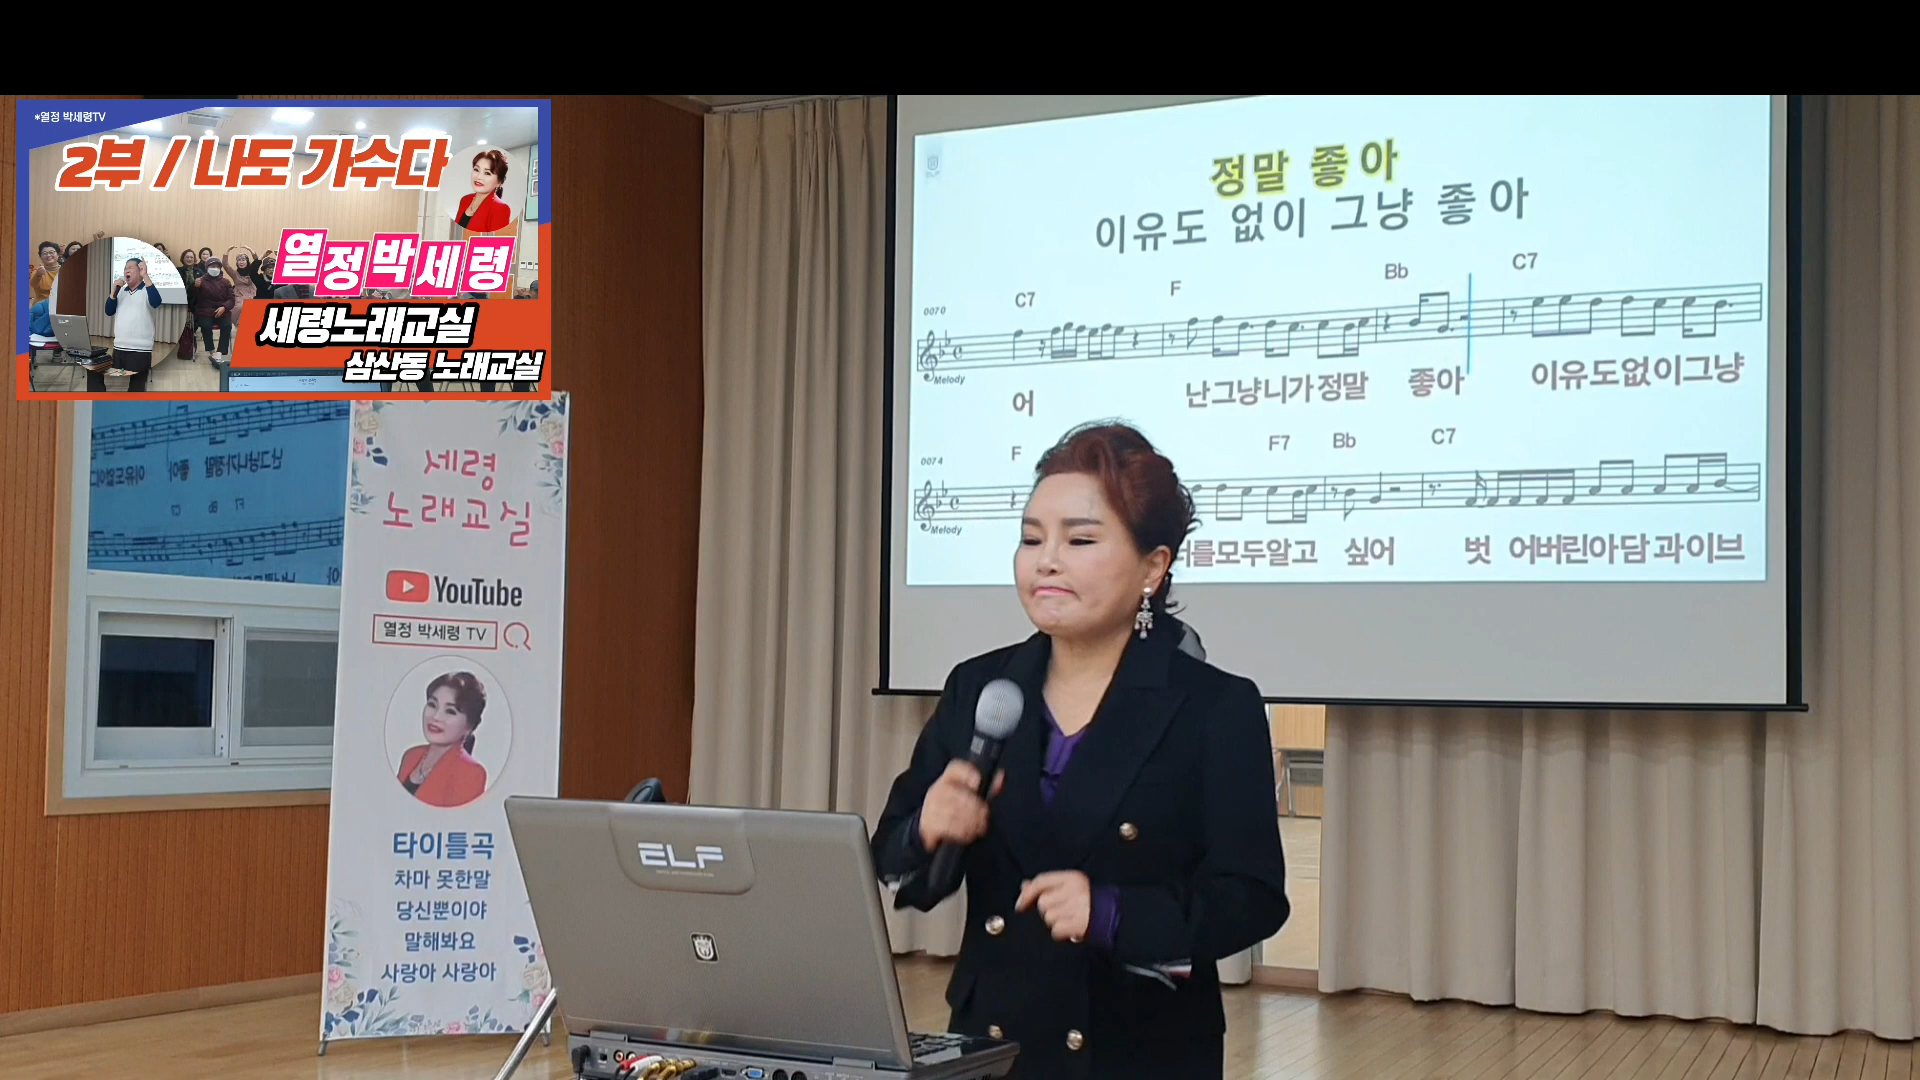 *열정 박세령TV
2부 / 나도 가수다
열정박세령
세령노래교실
삼산동 노래교실
정말 좋아
이유도 없이 그냥 좋아
C7 F Bb C7
0070
Melody
어 난그냥니가정말 좋아 이유도없이그냥
F F7 Bb C7
0074
Melody
를모두알고 싶어 벗 어버린아담과이브
세령
노래교실
YouTube
열정 박세령 TV
타이틀곡
차마 못한말
당신뿐이야
말해봐요
사랑아 사랑아
ELF